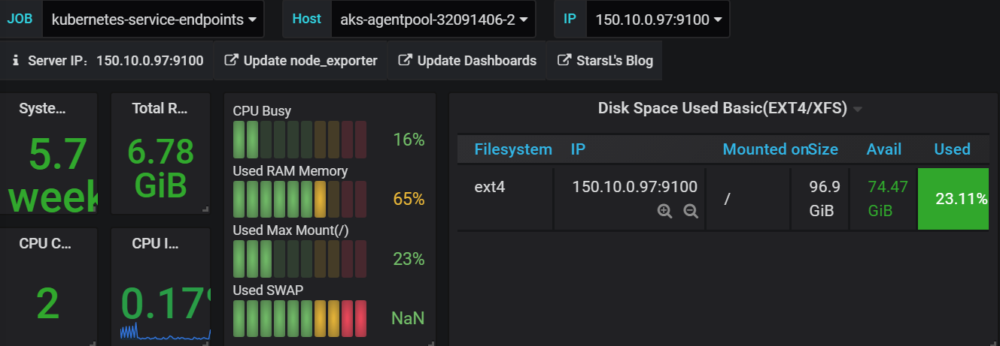 JOB kubernetes-service-endpoints Host aks-agentpool-32091406-2 IP 150.10.0.97:9100
Server IP: 150.10.0.97:9100 Update node_exporter Update Dashboards StarsL's Blog
Syste...
5.7
week
Total R...
6.78
GiB
CPU C...
2
CPU I...
0.17%
CPU Busy
16%
Used RAM Memory
65%
Used Max Mount(/)
23%
Used SWAP
NaN
Disk Space Used Basic(EXT4/XFS)
Filesystem IP Mounted on Size Avail Used
ext4 150.10.0.97:9100 / 96.9 GiB 74.47 GiB 23.11%